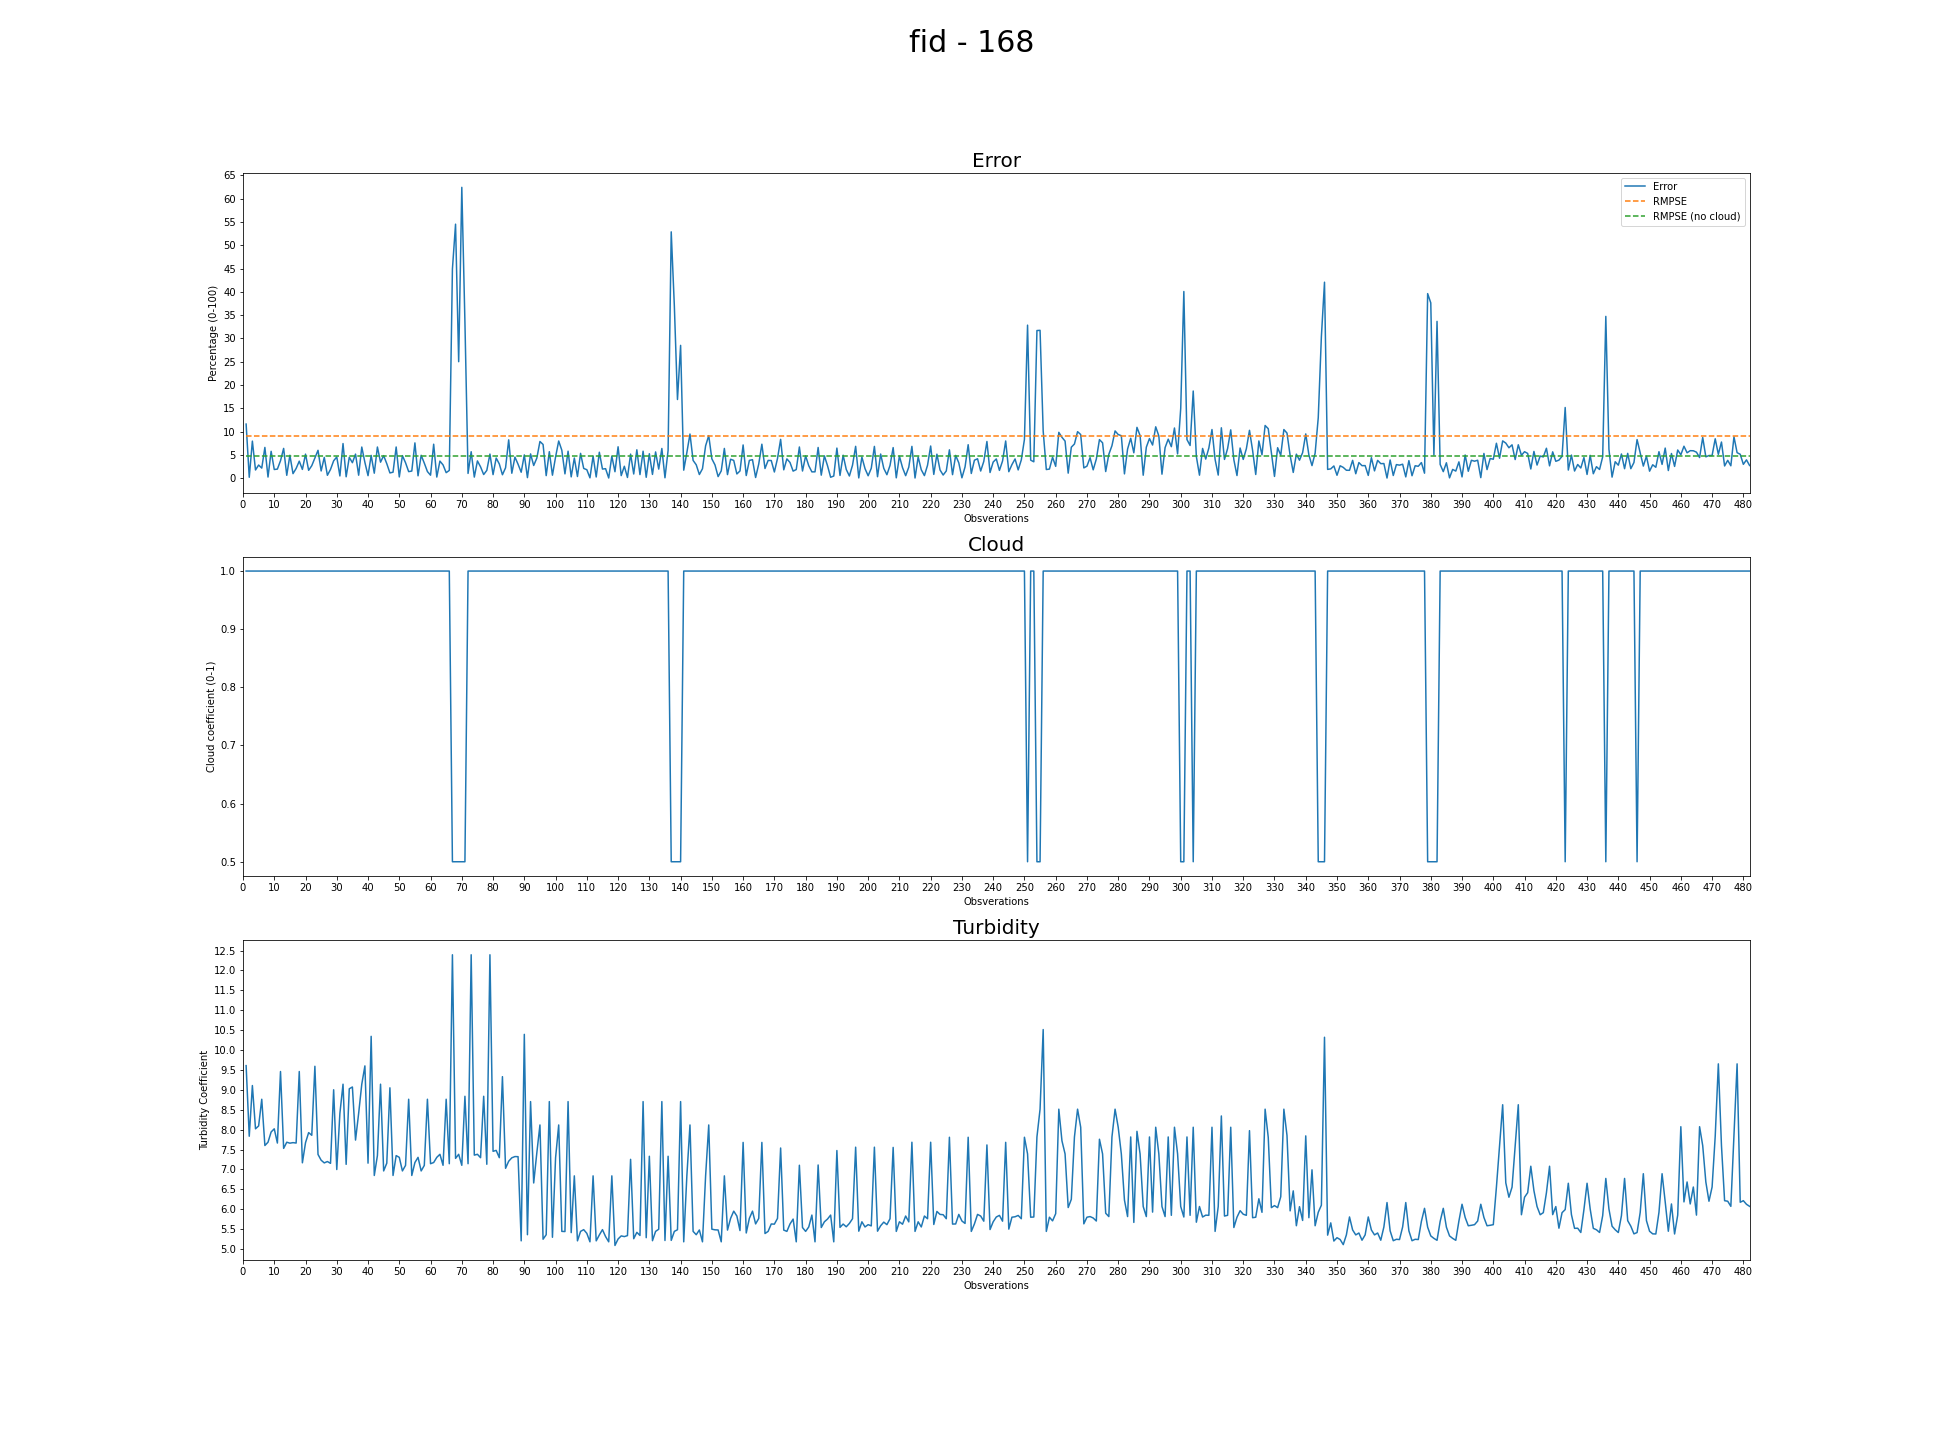 fid - 168
Error
65
60
55
50
45
40
35
30
25
20
15
10
5
0
Percentage (0-100)
Error
RMPSE
RMPSE (no cloud)
0 10 20 30 40 50 60 70 80 90 100 110 120 130 140 150 160 170 180 190 200 210 220 230 240 250 260 270 280 290 300 310 320 330 340 350 360 370 380 390 400 410 420 430 440 450 460 470 480
Obsverations
Cloud
1.0
0.9
0.8
0.7
0.6
0.5
Cloud coefficient (0-1)
0 10 20 30 40 50 60 70 80 90 100 110 120 130 140 150 160 170 180 190 200 210 220 230 240 250 260 270 280 290 300 310 320 330 340 350 360 370 380 390 400 410 420 430 440 450 460 470 480
Obsverations
Turbidity
12.5
12.0
11.5
11.0
10.5
10.0
9.5
9.0
8.5
8.0
7.5
7.0
6.5
6.0
5.5
5.0
Turbidity Coefficient
0 10 20 30 40 50 60 70 80 90 100 110 120 130 140 150 160 170 180 190 200 210 220 230 240 250 260 270 280 290 300 310 320 330 340 350 360 370 380 390 400 410 420 430 440 450 460 470 480
Obsverations